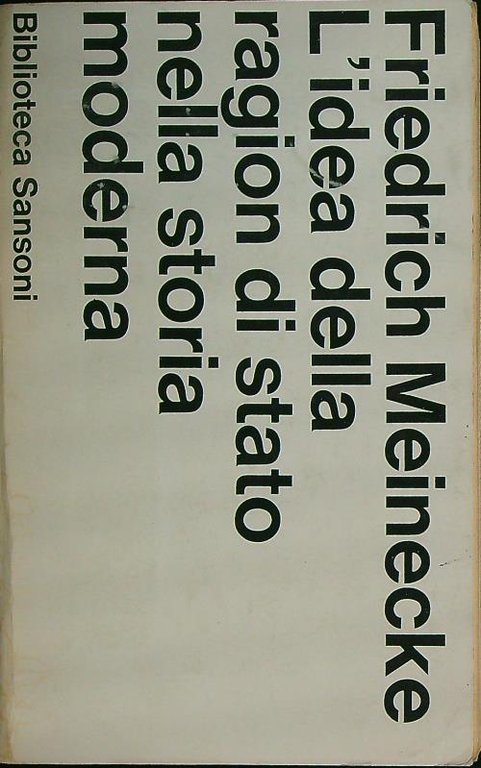 Friedrich Meinecke
L'idea della
ragion di stato
nella storia
moderna
Biblioteca Sansoni